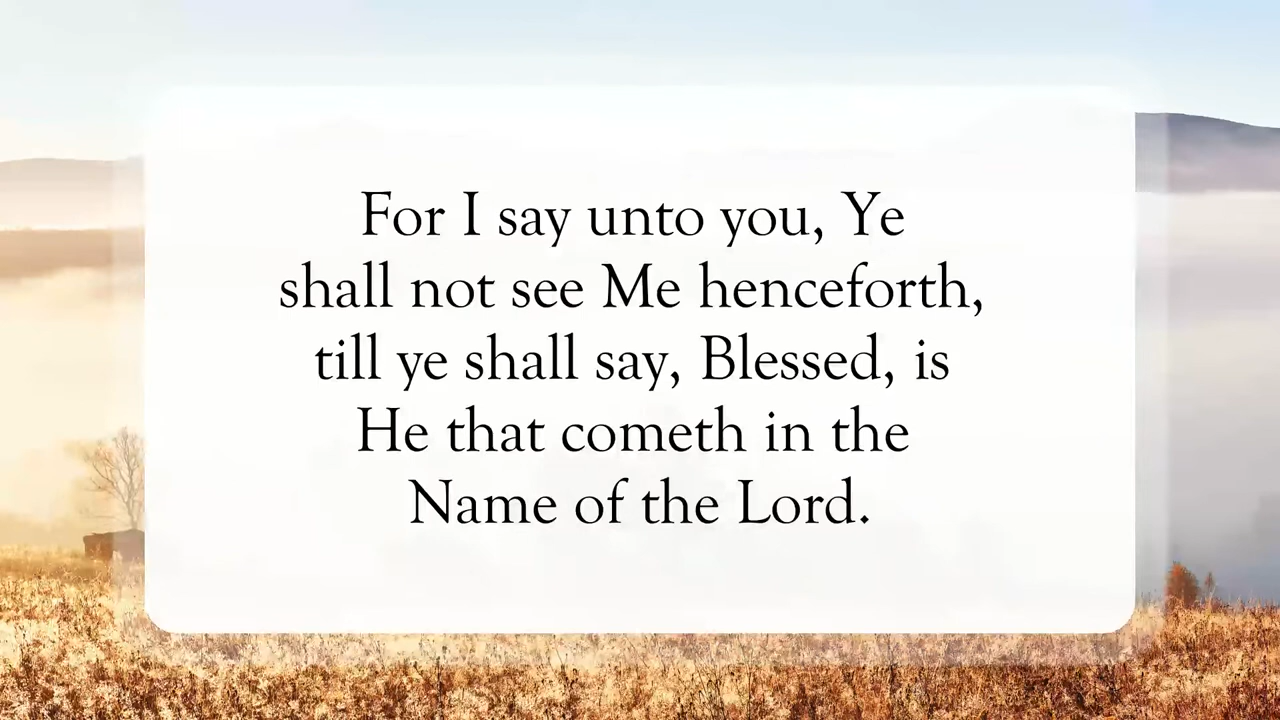 For I say unto you, Ye
shall not see Me henceforth,
till ye shall say, Blessed, is
He that cometh in the
Name of the Lord.